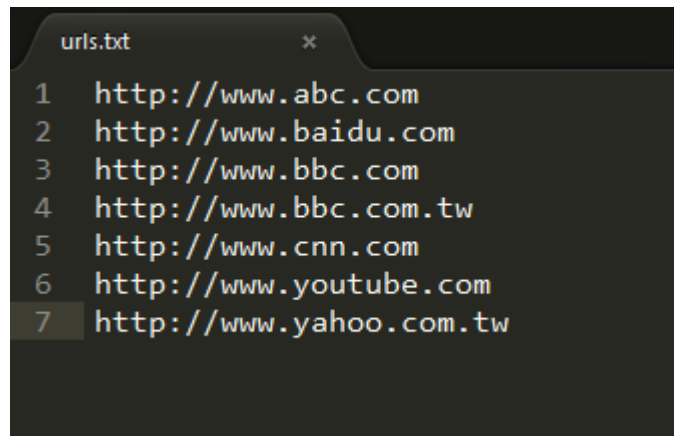 urls.txt ×
1 http://www.abc.com
2 http://www.baidu.com
3 http://www.bbc.com
4 http://www.bbc.com.tw
5 http://www.cnn.com
6 http://www.youtube.com
7 http://www.yahoo.com.tw